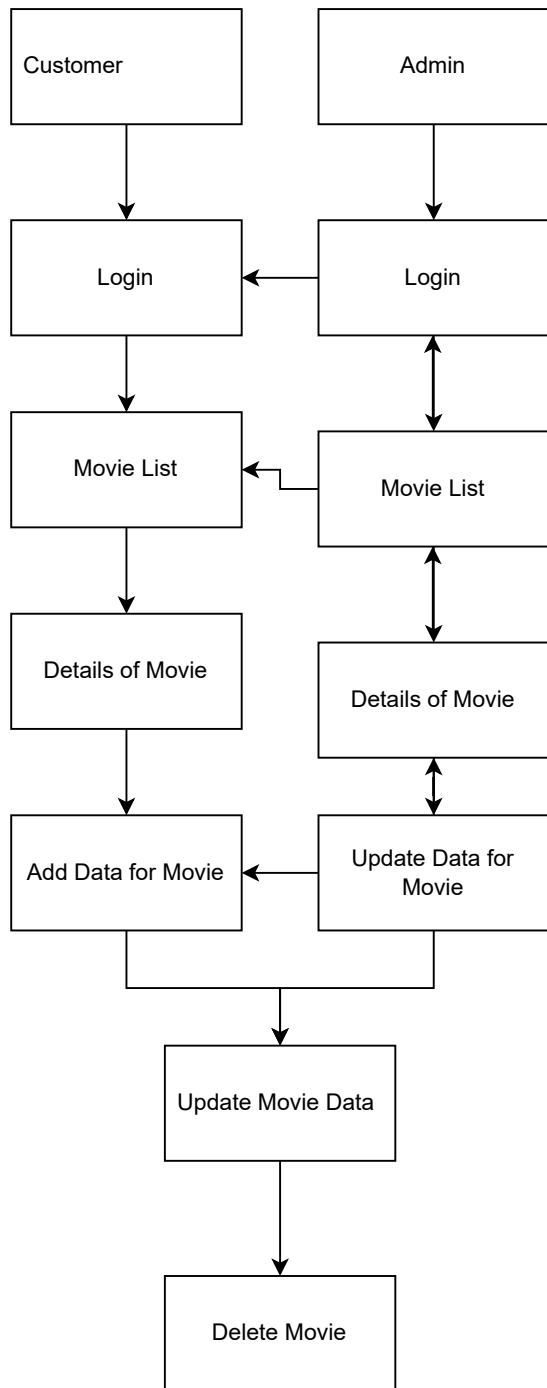 Customer
Admin
Login
Login
Movie List
Movie List
Details of Movie
Details of Movie
Add Data for Movie
Update Data for
Movie
Update Movie Data
Delete Movie